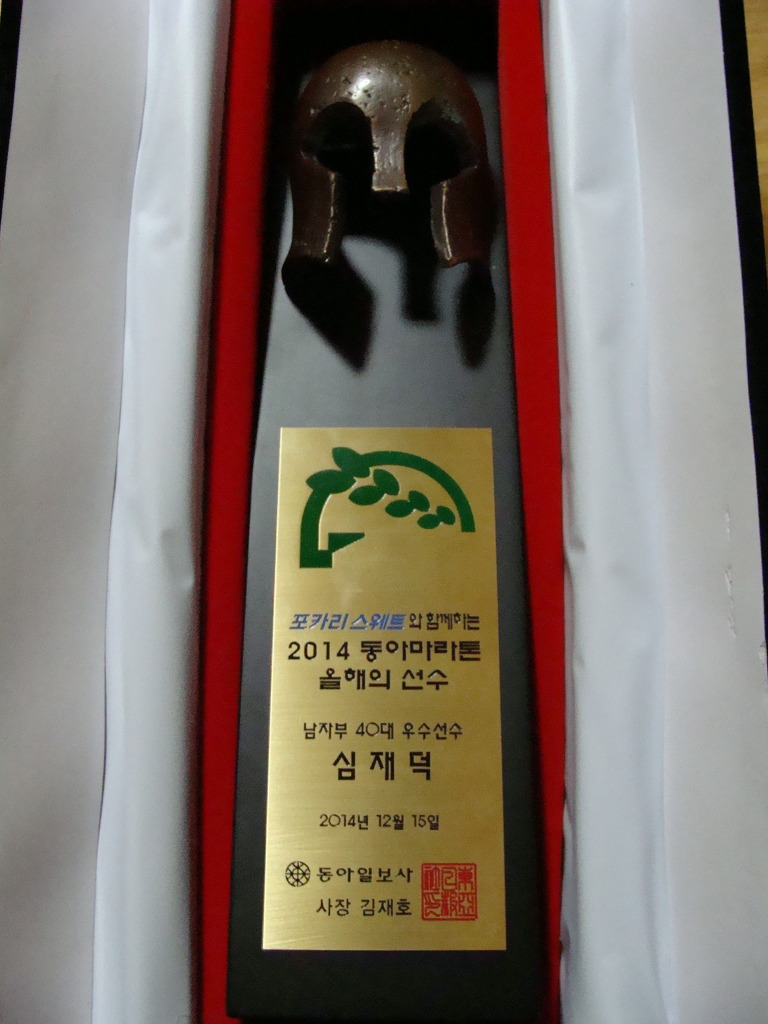 포카리 스웨트와 함께하는
2014 동아마라톤
올해의 선수
남자부 40대 우수선수
심재덕
2014년 12월 15일
동아일보사
사장 김재호